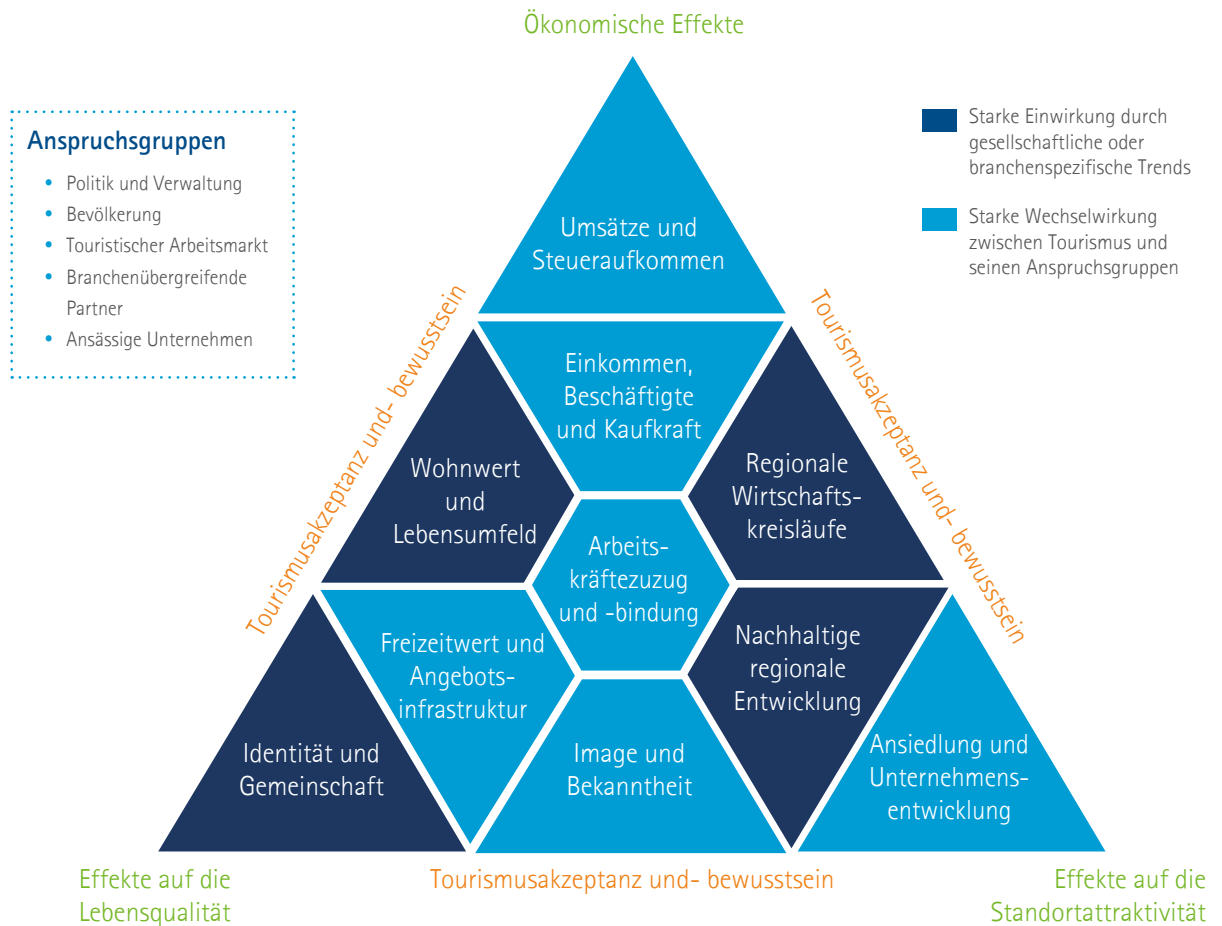 Ökonomische Effekte
Anspruchsgruppen
• Politik und Verwaltung
• Bevölkerung
• Touristischer Arbeitsmarkt
• Branchenübergreifende
Partner
• Ansässige Unternehmen
Starke Einwirkung durch
gesellschaftliche oder
branchenspezifische Trends
Starke Wechselwirkung
zwischen Tourismus und
seinen Anspruchsgruppen
Umsätze und
Steueraufkommen
Tourismusakzeptanz und- bewusstsein
Tourismusakzeptanz und- bewusstsein
Einkommen,
Beschäftigte
und Kaufkraft
Wohnwert
und
Lebensumfeld
Regionale
Wirtschafts-
kreisläufe
Arbeits-
kräftezuzug
und -bindung
Freizeitwert und
Angebots-
infrastruktur
Nachhaltige
regionale
Entwicklung
Identität und
Gemeinschaft
Image und
Bekanntheit
Ansiedlung und
Unternehmens-
entwicklung
Effekte auf die
Lebensqualität
Tourismusakzeptanz und- bewusstsein
Effekte auf die
Standortattraktivität